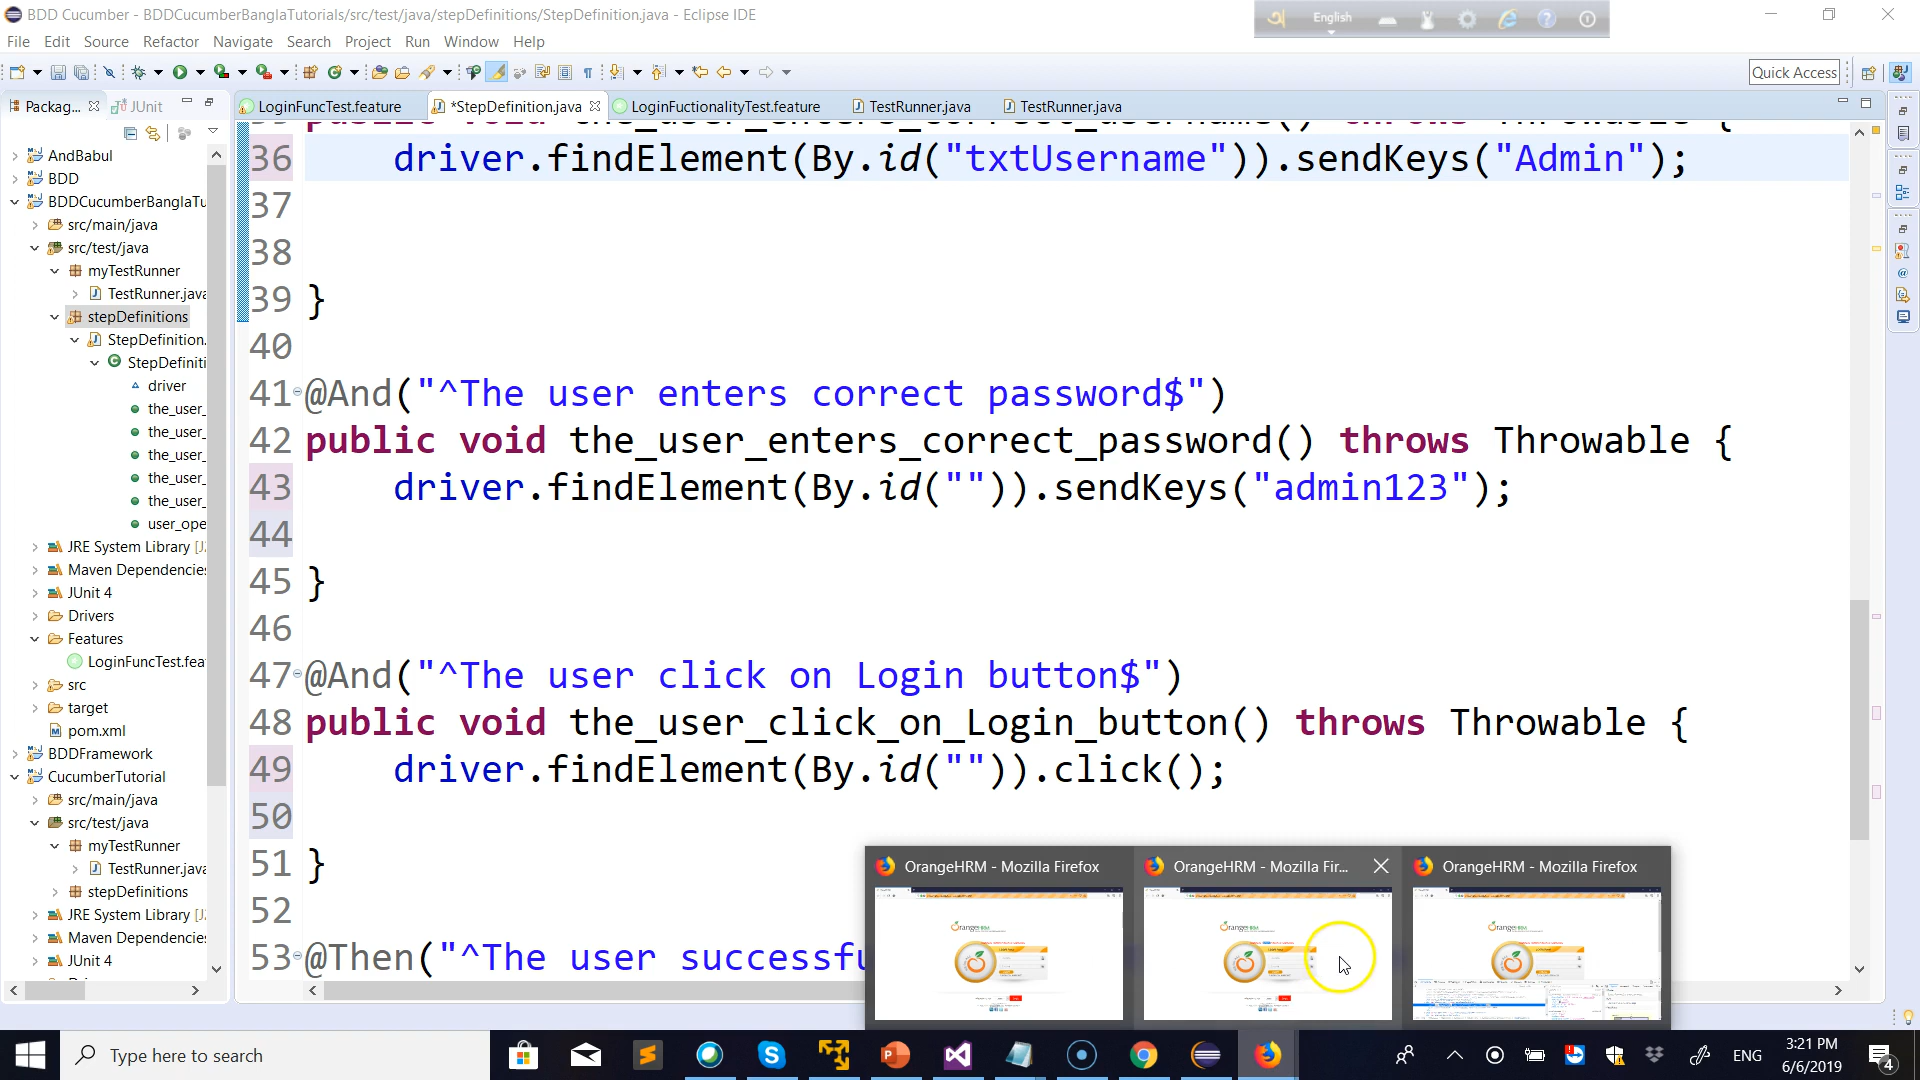 BDD Cucumber - BDDCucumberBanglaTutorials/src/test/java/stepDefinitions/StepDefinition.java - Eclipse IDE
English
File Edit Source Refactor Navigate Search Project Run Window Help
Quick Access
Packag...
JUnit
LoginFuncTest.feature
*StepDefinition.java
LoginFuctionalityTest.feature
TestRunner.java
TestRunner.java
AndBabul
BDD
BDDCucumberBanglaTu
src/main/java
src/test/java
myTestRunner
TestRunner.java
stepDefinitions
StepDefinition.
StepDefiniti
driver
the_user_
the_user_
the_user_
the_user_
the_user_
user_ope
JRE System Library [J
Maven Dependencies
JUnit 4
Drivers
Features
LoginFuncTest.fea
src
target
pom.xml
BDDFramework
CucumberTutorial
src/main/java
src/test/java
myTestRunner
TestRunner.java
stepDefinitions
JRE System Library [J
Maven Dependencies
JUnit 4
public void the_user_enters_correct_username() throws Throwable {
36 driver.findElement(By.id("txtUsername")).sendKeys("Admin");
37
38
39 }
40
41 @And("^The user enters correct password$")
42 public void the_user_enters_correct_password() throws Throwable {
43 driver.findElement(By.id("")).sendKeys("admin123");
44
45 }
46
47 @And("^The user click on Login button$")
48 public void the_user_click_on_Login_button() throws Throwable {
49 driver.findElement(By.id("")).click();
50
51 }
52
53 @Then("^The user successfu
OrangeHRM - Mozilla Firefox
OrangeHRM - Mozilla Fir...
OrangeHRM - Mozilla Firefox
OrangeHRM
OrangeHRM
OrangeHRM
Type here to search
ENG
3:21 PM
6/6/2019
4